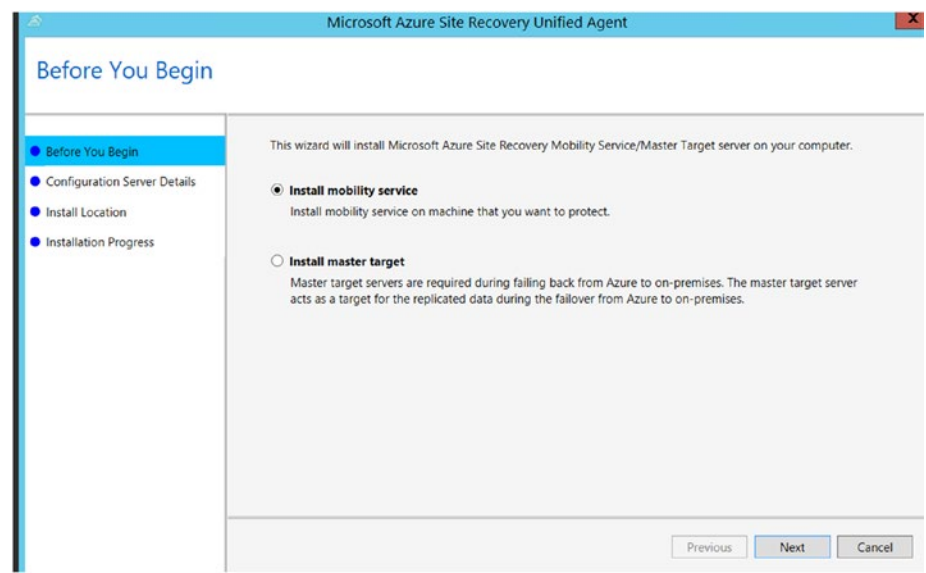 Microsoft Azure Site Recovery Unified Agent
X
Before You Begin
Before You Begin
Configuration Server Details
Install Location
Installation Progress
This wizard will install Microsoft Azure Site Recovery Mobility Service/Master Target server on your computer.
Install mobility service
Install mobility service on machine that you want to protect.
Install master target
Master target servers are required during failing back from Azure to on-premises. The master target server
acts as a target for the replicated data during the failover from Azure to on-premises.
Previous
Next
Cancel